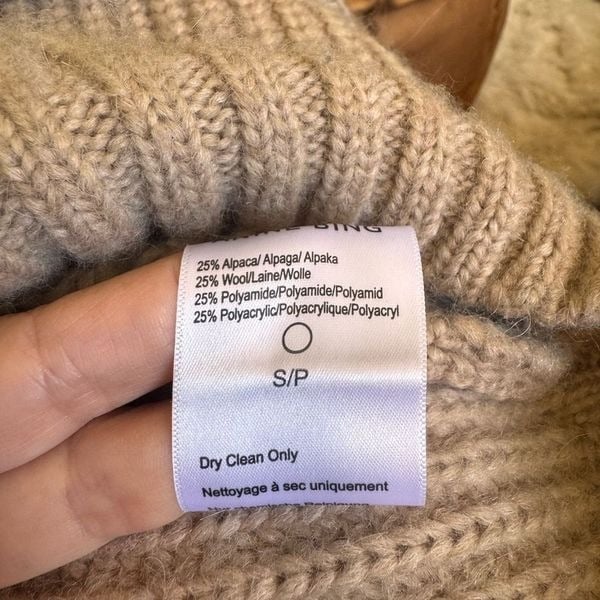 BING
25% Alpaca/ Alpaga/ Alpaka
25% Wool/Laine/Wolle
25% Polyamide/Polyamide/Polyamid
25% Polyacrylic/Polyacrylique/Polyacryl
S/P
Dry Clean Only
Nettoyage à sec uniquement